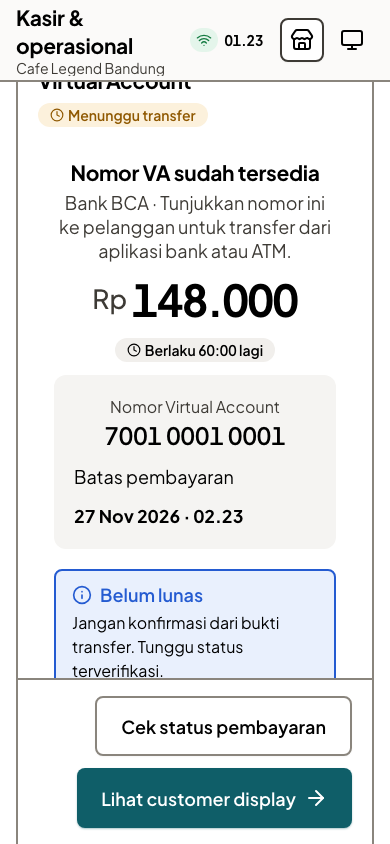 Kasir &
operasional
Cafe Legend Bandung
01.23
Virtual Account
Menunggu transfer
Nomor VA sudah tersedia
Bank BCA · Tunjukkan nomor ini
ke pelanggan untuk transfer dari
aplikasi bank atau ATM.
Rp 148.000
Berlaku 60:00 lagi
Nomor Virtual Account
7001 0001 0001
Batas pembayaran
27 Nov 2026 · 02.23
Belum lunas
Jangan konfirmasi dari bukti
transfer. Tunggu status
terverifikasi.
Cek status pembayaran
Lihat customer display